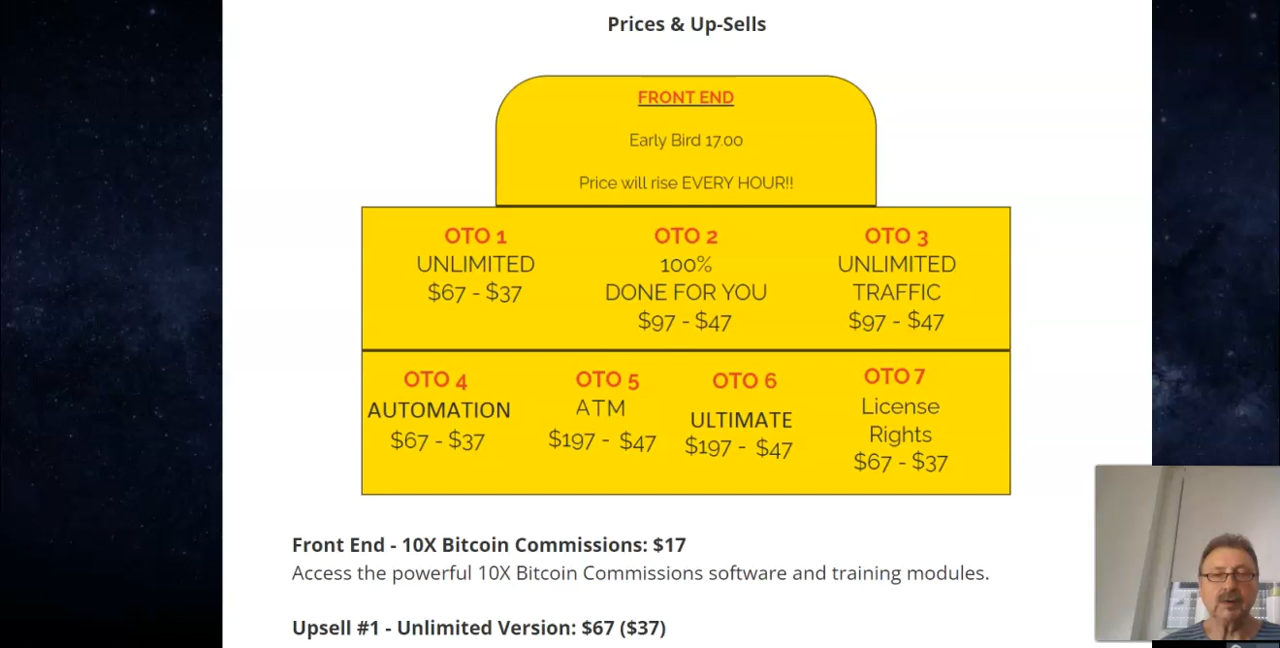 Prices & Up-Sells
FRONT END
Early Bird 17.00
Price will rise EVERY HOUR!!
OTO 1
UNLIMITED
$67 - $37
OTO 2
100%
DONE FOR YOU
$97 - $47
OTO 3
UNLIMITED
TRAFFIC
$97 - $47
OTO 4
AUTOMATION
$67 - $37
OTO 5
ATM
$197 - $47
OTO 6
ULTIMATE
$197 - $47
OTO 7
License
Rights
$67 - $37
Front End - 10X Bitcoin Commissions: $17
Access the powerful 10X Bitcoin Commissions software and training modules.
Upsell #1 - Unlimited Version: $67 ($37)